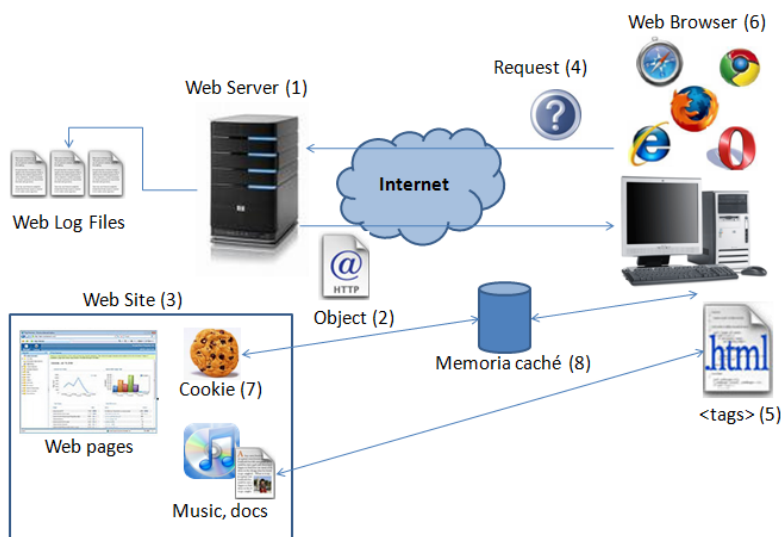 Web Browser (6)
Request (4)
Web Server (1)
Internet
Web Log Files
HTTP
Web Site (3)
Object (2)
Cookie (7)
Memoria caché (8)
.html
<tags> (5)
Web pages
Music, docs